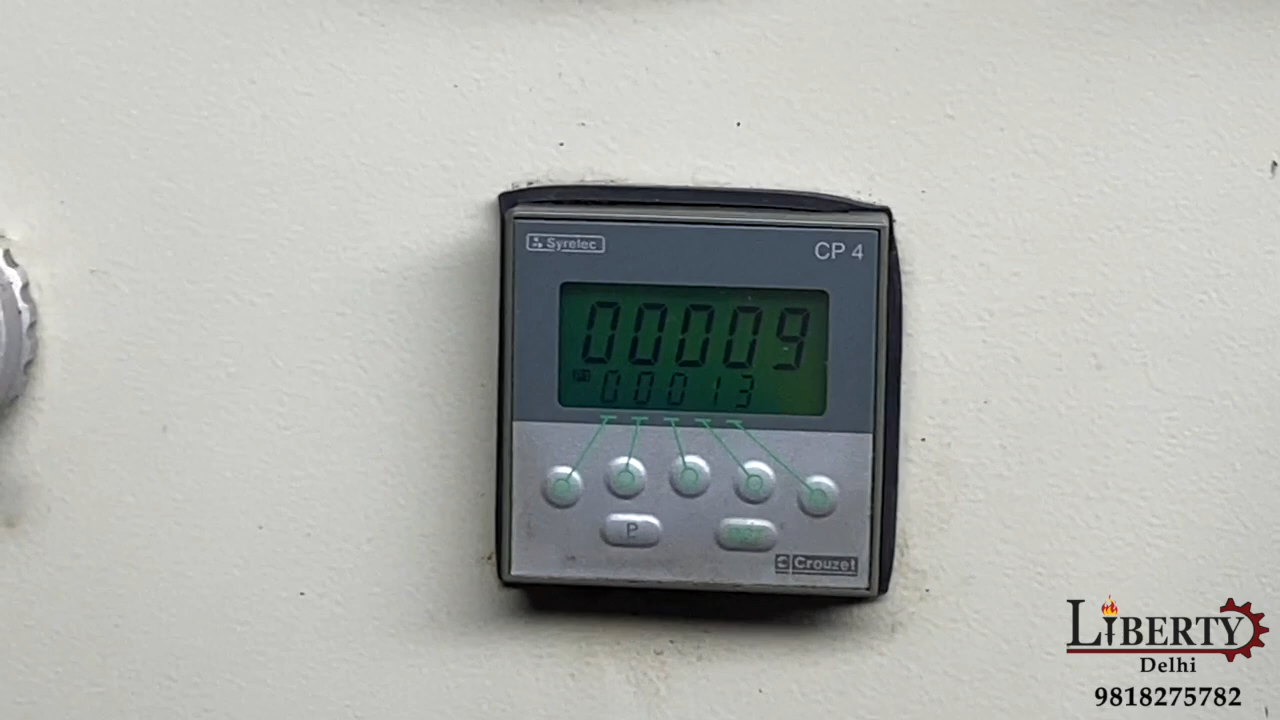 Syrelec
CP 4
00009
00013
P
Crouzet
LIBERTY
Delhi
9818275782